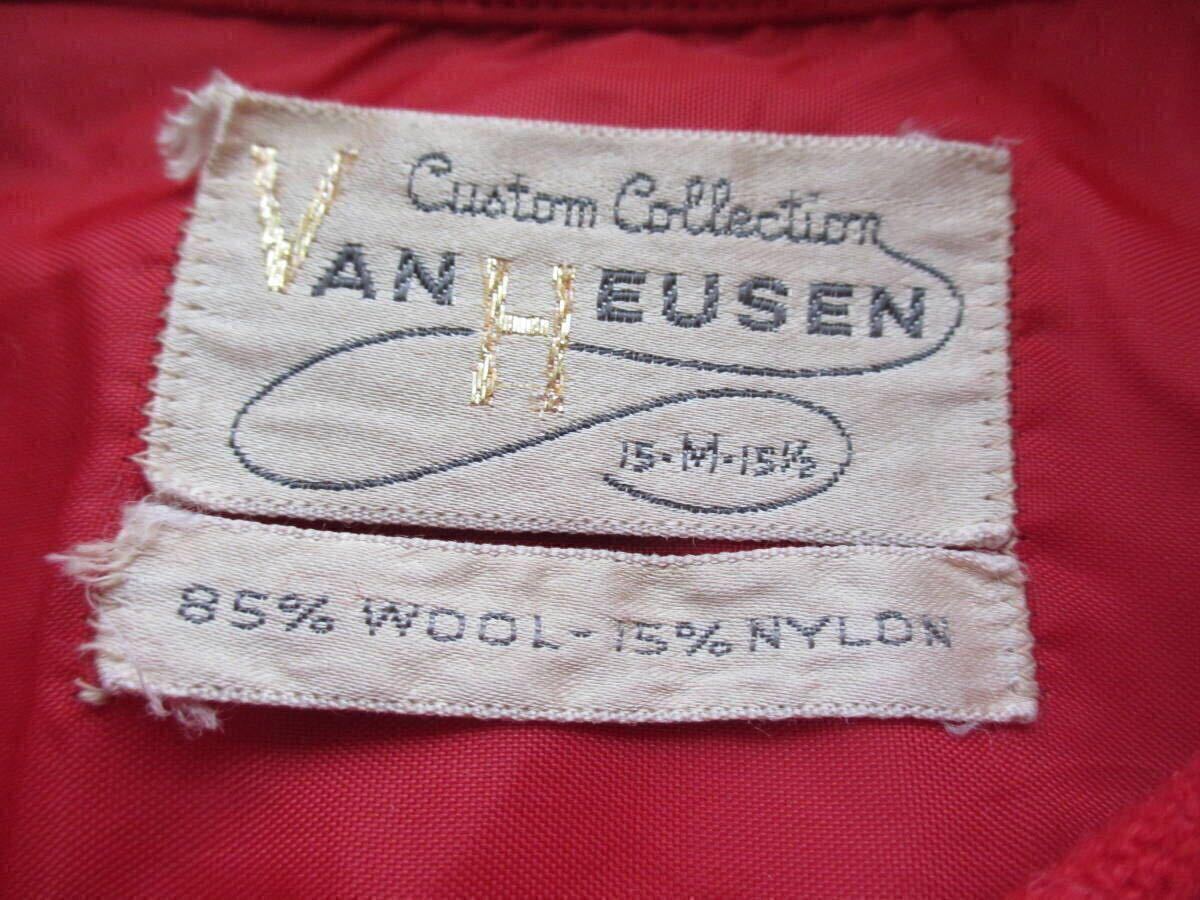 Custom Collection
VAN HEUSEN
15·M·15½
85% WOOL - 15% NYLON